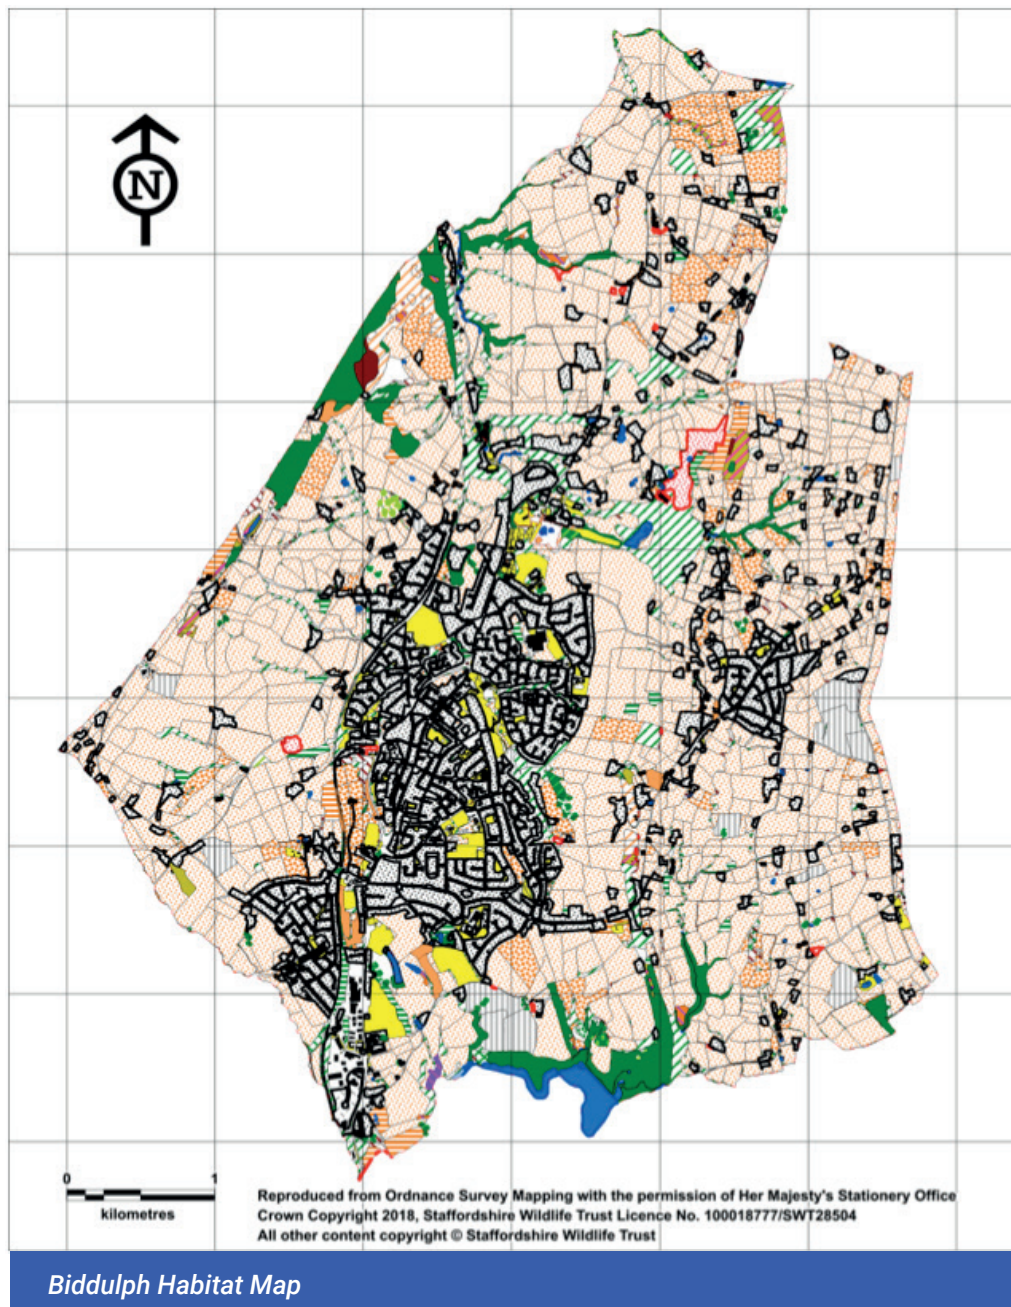 N
0 1
kilometres
Reproduced from Ordnance Survey Mapping with the permission of Her Majesty's Stationery Office
Crown Copyright 2018, Staffordshire Wildlife Trust Licence No. 100018777/SWT28504
All other content copyright © Staffordshire Wildlife Trust
Biddulph Habitat Map